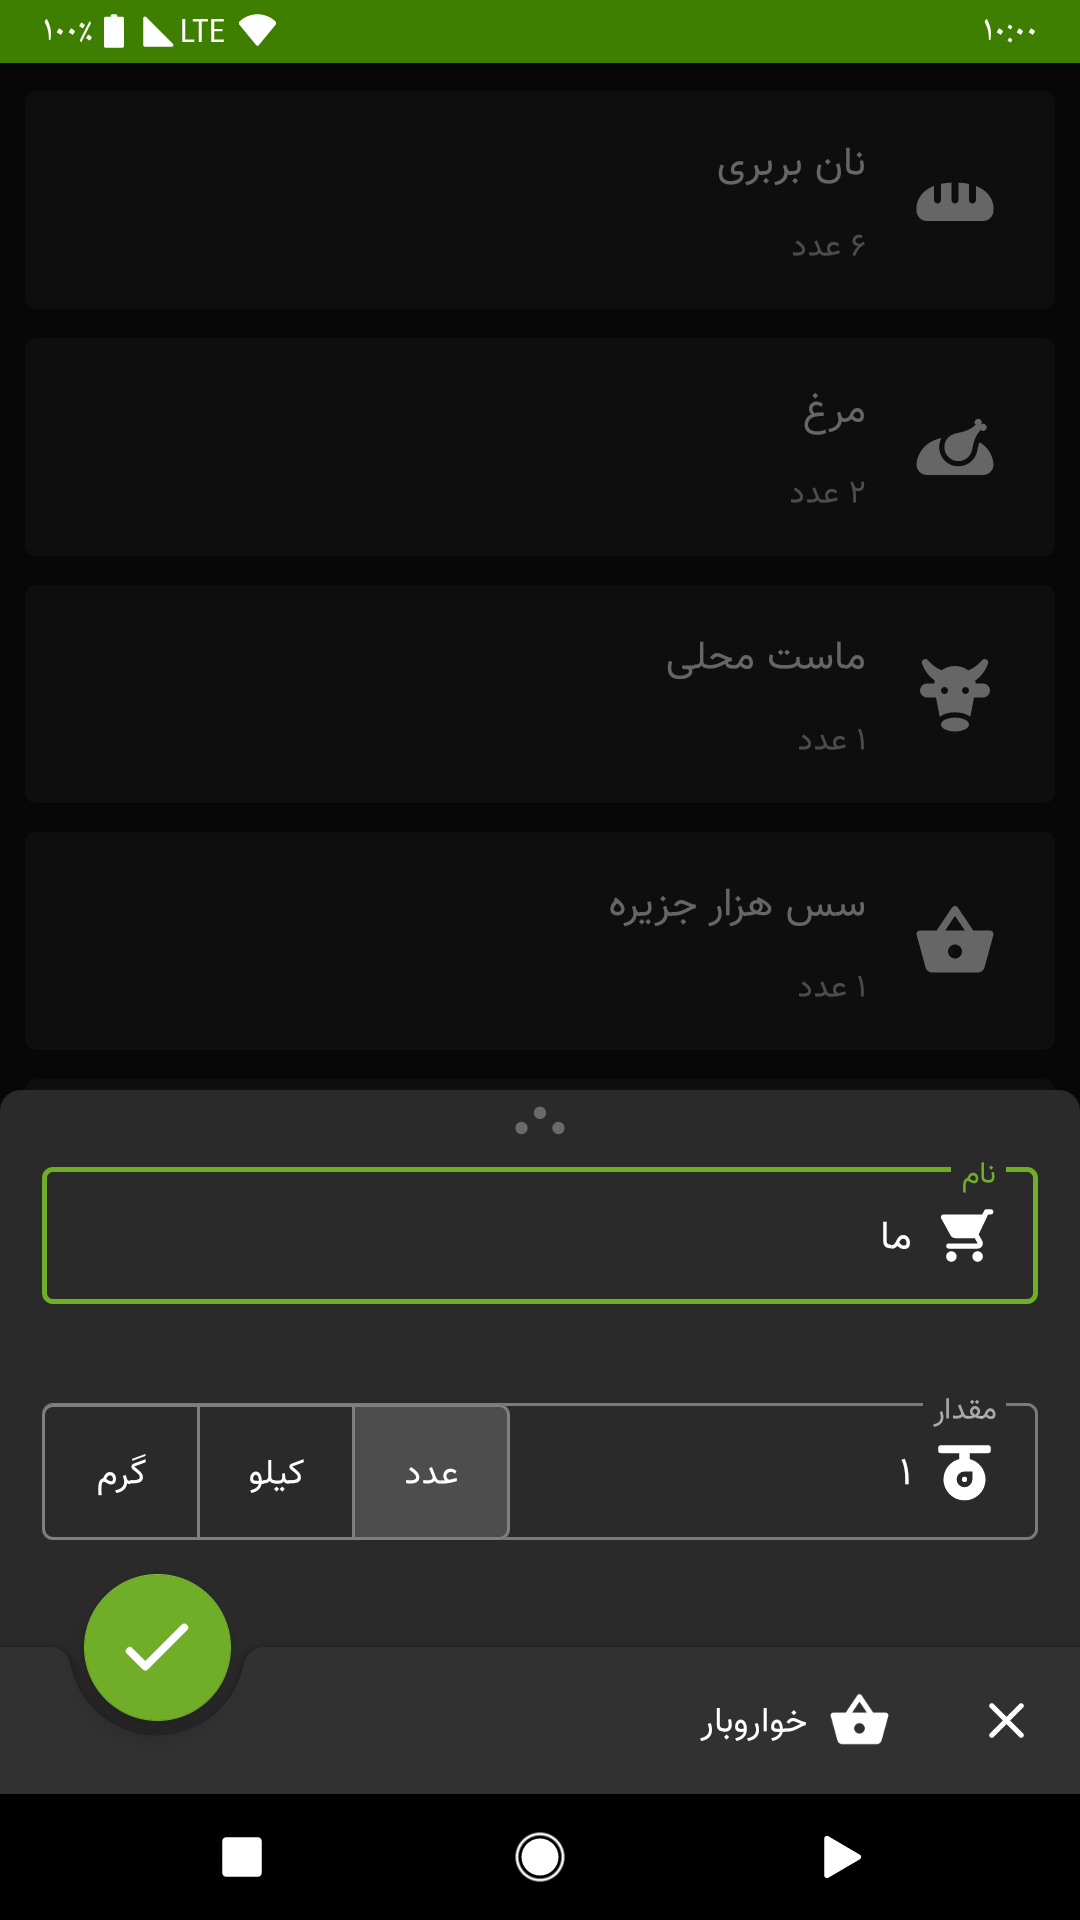 ۱۰:۰۰ LTE ۱۰۰٪
نان بربری
۶ عدد
مرغ
۲ عدد
ماست محلی
۱ عدد
سس هزار جزیره
۱ عدد
نام
ما
مقدار
۱ عدد کیلو گرم
خواروبار